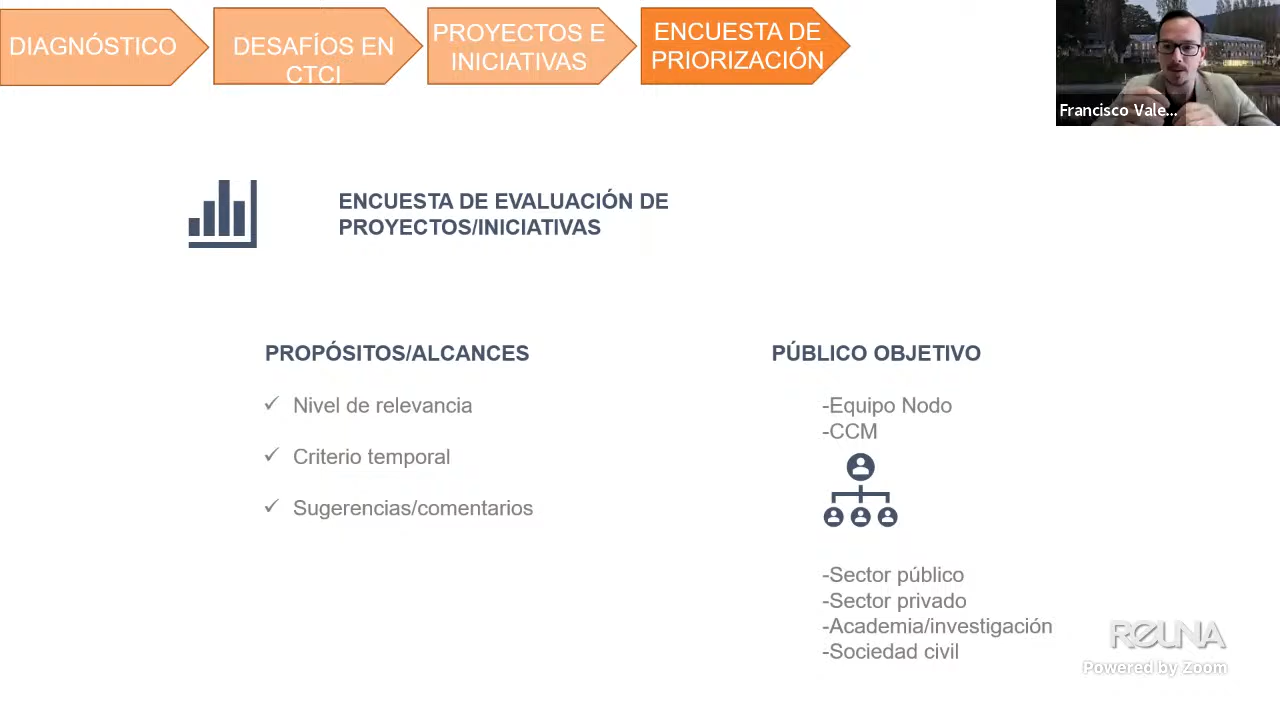 DIAGNÓSTICO
DESAFÍOS EN
CTCI
PROYECTOS E
INICIATIVAS
ENCUESTA DE
PRIORIZACIÓN
Francisco Vale...
ENCUESTA DE EVALUACIÓN DE
PROYECTOS/INICIATIVAS
PROPÓSITOS/ALCANCES
✓ Nivel de relevancia
✓ Criterio temporal
✓ Sugerencias/comentarios
PÚBLICO OBJETIVO
-Equipo Nodo
-CCM
-Sector público
-Sector privado
-Academia/investigación
-Sociedad civil
REUNA
Powered by Zoom